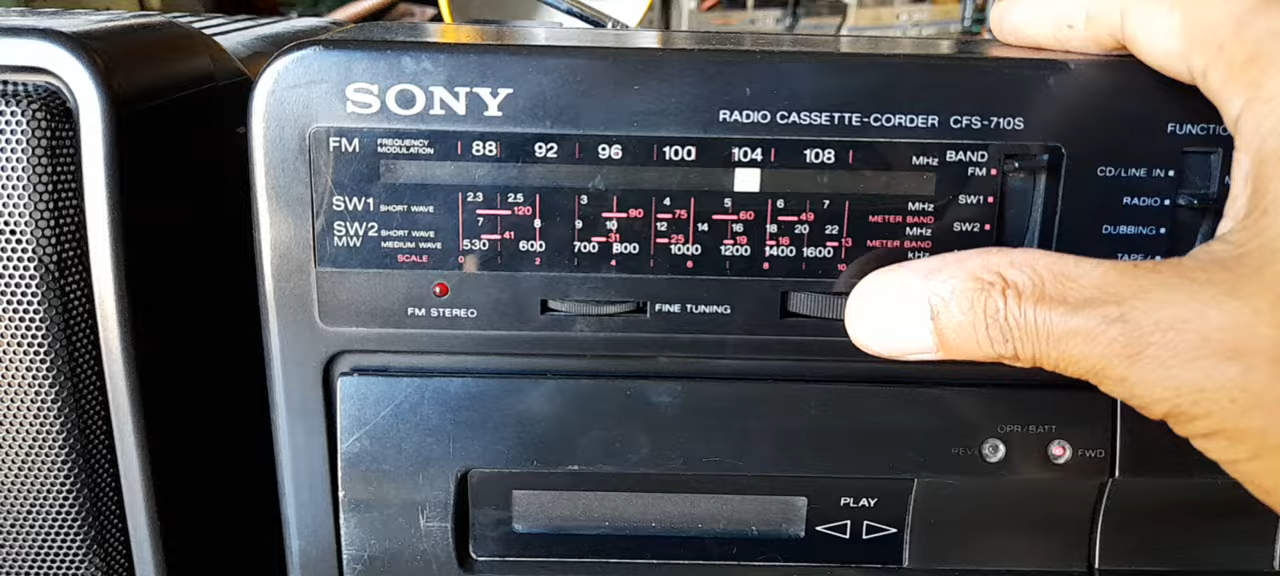 SONY
RADIO CASSETTE-CORDER CFS-710S
FUNCTIO
FM FREQUENCY MODULATION 88 92 96 100 104 108 MHz BAND
FM
CD/LINE IN
SW1 SHORT WAVE 2.3 2.5 3 4 5 6 7 MHz SW1
RADIO
120 90 75 60 49 METER BAND
SW2 SHORT WAVE 7 8 9 10 12 14 16 18 20 22 MHz SW2
DUBBING
41 31 25 19 16 13 METER BAND
MW MEDIUM WAVE 530 600 700 800 1000 1200 1400 1600 kHz
TAPE/
SCALE 0 2 4 6 8 10
FM STEREO
FINE TUNING
OPR/BATT
REV FWD
PLAY